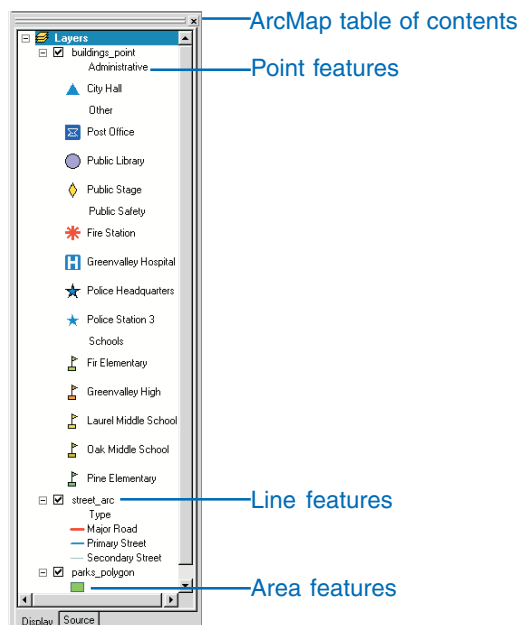 ArcMap table of contents
Layers
buildings_point
Administrative
Point features
City Hall
Other
Post Office
Public Library
Public Stage
Public Safety
Fire Station
H Greenvalley Hospital
Police Headquarters
Police Station 3
Schools
Fir Elementary
Greenvalley High
Laurel Middle School
Oak Middle School
Pine Elementary
street_arc
Line features
Type
Major Road
Primary Street
Secondary Street
parks_polygon
Area features
Display Source